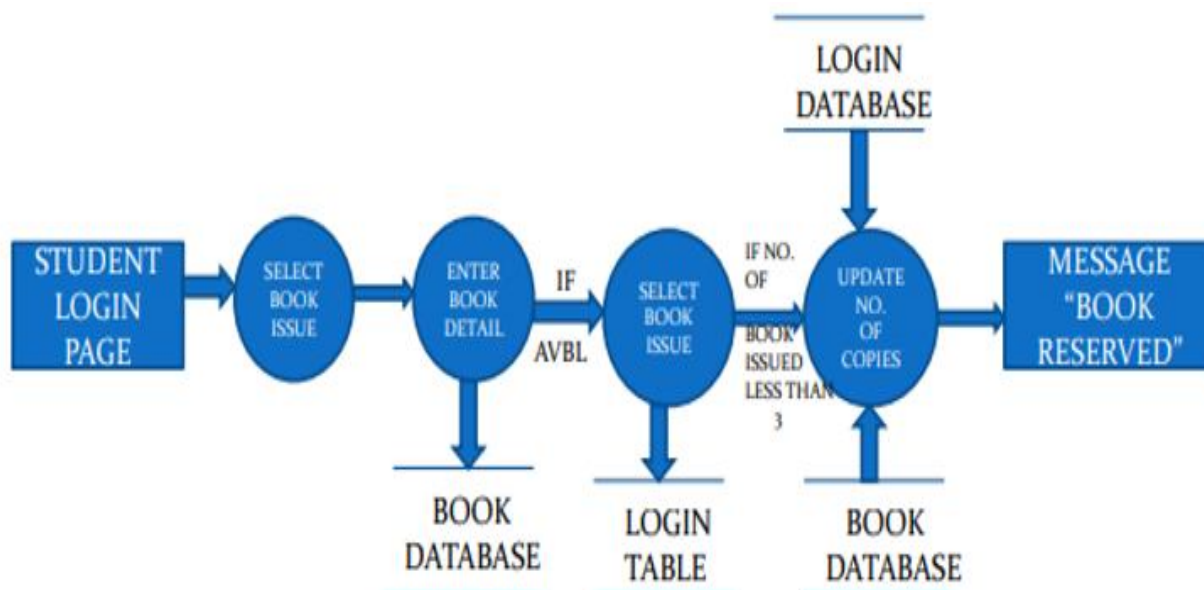 LOGIN
DATABASE
STUDENT
LOGIN
PAGE
SELECT
BOOK
ISSUE
ENTER
BOOK
DETAIL
IF
AVBL
SELECT
BOOK
ISSUE
IF NO.
OF
BOOK
ISSUED
LESS THAN
3
UPDATE
NO.
OF
COPIES
MESSAGE
“BOOK
RESERVED”
BOOK
DATABASE
LOGIN
TABLE
BOOK
DATABASE